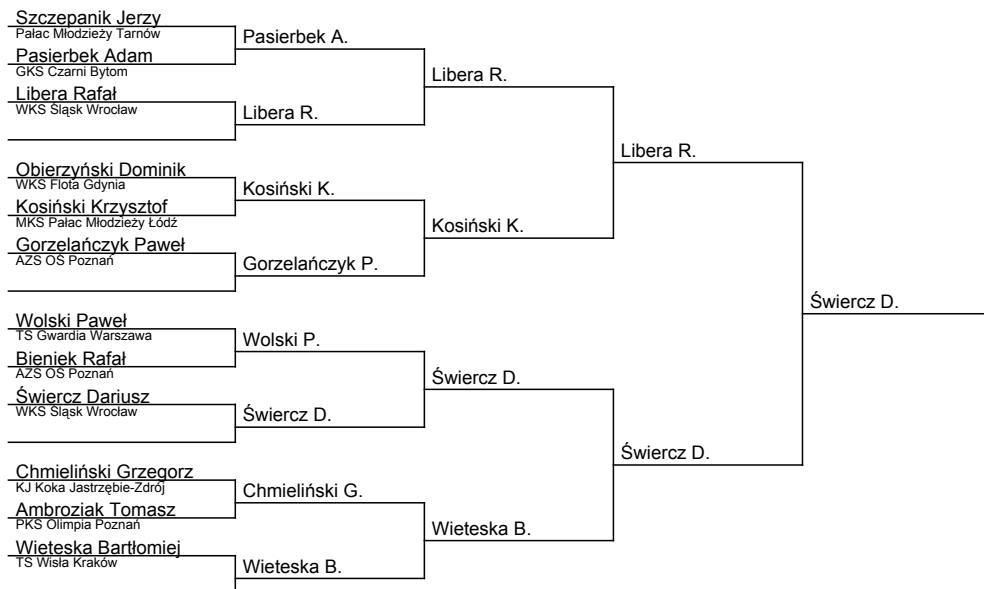 Szczepanik Jerzy
Pałac Młodzieży Tarnów
Pasierbek A.
Pasierbek Adam
GKS Czarni Bytom
Libera R.
Libera Rafał
WKS Śląsk Wrocław
Libera R.
Libera R.
Obierzyński Dominik
WKS Flota Gdynia
Kosiński K.
Kosiński Krzysztof
MKS Pałac Młodzieży Łódź
Kosiński K.
Gorzelańczyk Paweł
AZS OŚ Poznań
Gorzelańczyk P.
Świercz D.
Wolski Paweł
TS Gwardia Warszawa
Wolski P.
Bieniek Rafał
AZS OŚ Poznań
Świercz D.
Świercz Dariusz
WKS Śląsk Wrocław
Świercz D.
Świercz D.
Chmieliński Grzegorz
KJ Koka Jastrzębie-Zdrój
Chmieliński G.
Ambroziak Tomasz
PKS Olimpia Poznań
Wieteska B.
Wieteska Bartłomiej
TS Wisła Kraków
Wieteska B.